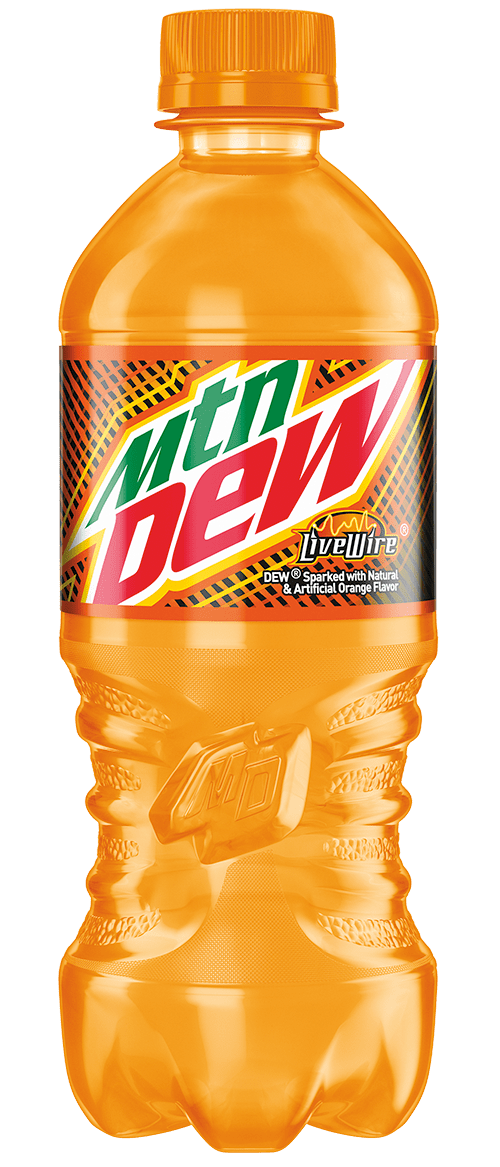 Mtn
DEW
LiveWire®
DEW® Sparked with Natural
& Artificial Orange Flavor
MD